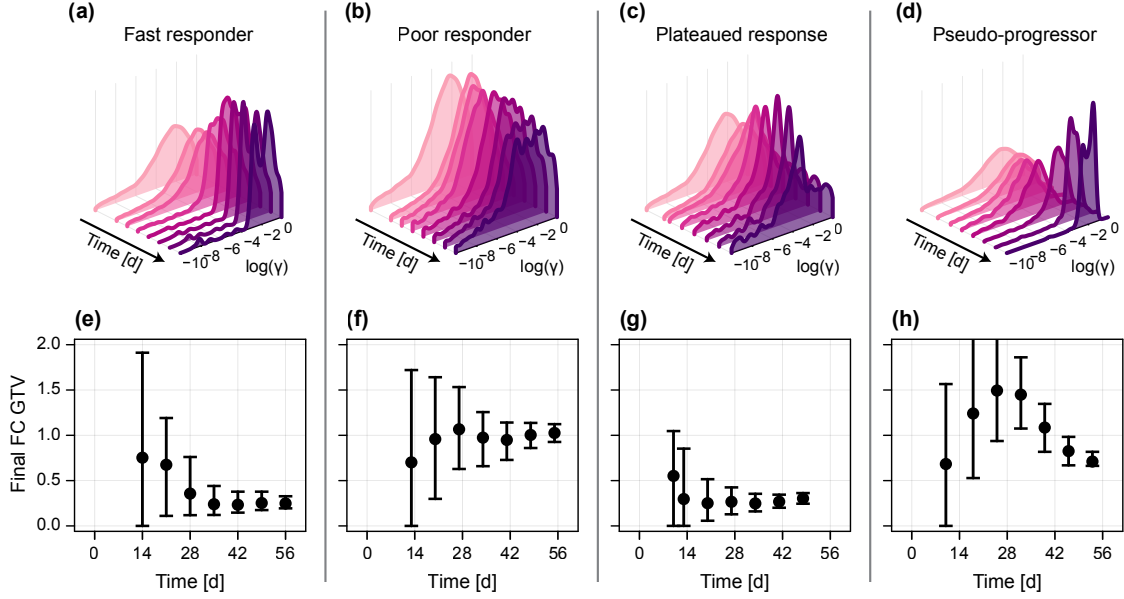 (a) (b) (c) (d)
Fast responder Poor responder Plateaued response Pseudo-progressor
Time [d] −10 −8 −6 −4 −2 0 log(γ)
Time [d] −10 −8 −6 −4 −2 0 log(γ)
Time [d] −10 −8 −6 −4 −2 0 log(γ)
Time [d] −10 −8 −6 −4 −2 0 log(γ)
(e) (f) (g) (h)
Final FC GTV
2.0
1.5
1.0
0.5
0.0
0 14 28 42 56 0 14 28 42 56 0 14 28 42 56 0 14 28 42 56
Time [d] Time [d] Time [d] Time [d]